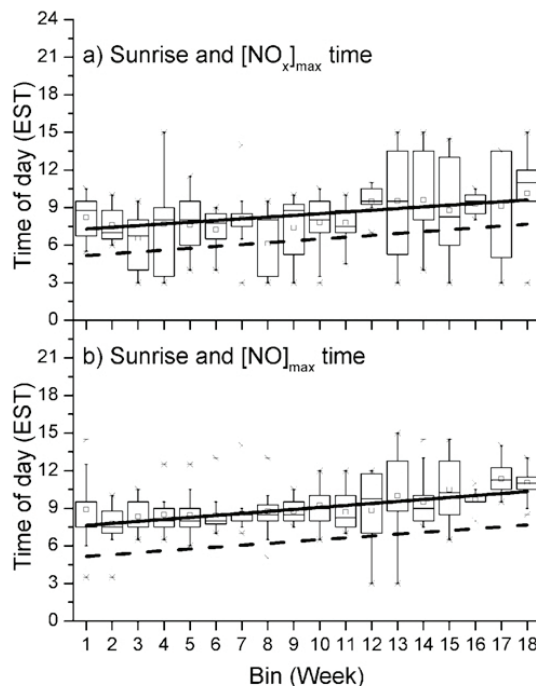 24
a) Sunrise and [NOx]max time
21
18
15
12
9
6
3
0
Time of day (EST)
b) Sunrise and [NO]max time
21
18
15
12
9
6
3
0
Time of day (EST)
1 2 3 4 5 6 7 8 9 10 11 12 13 14 15 16 17 18
Bin (Week)